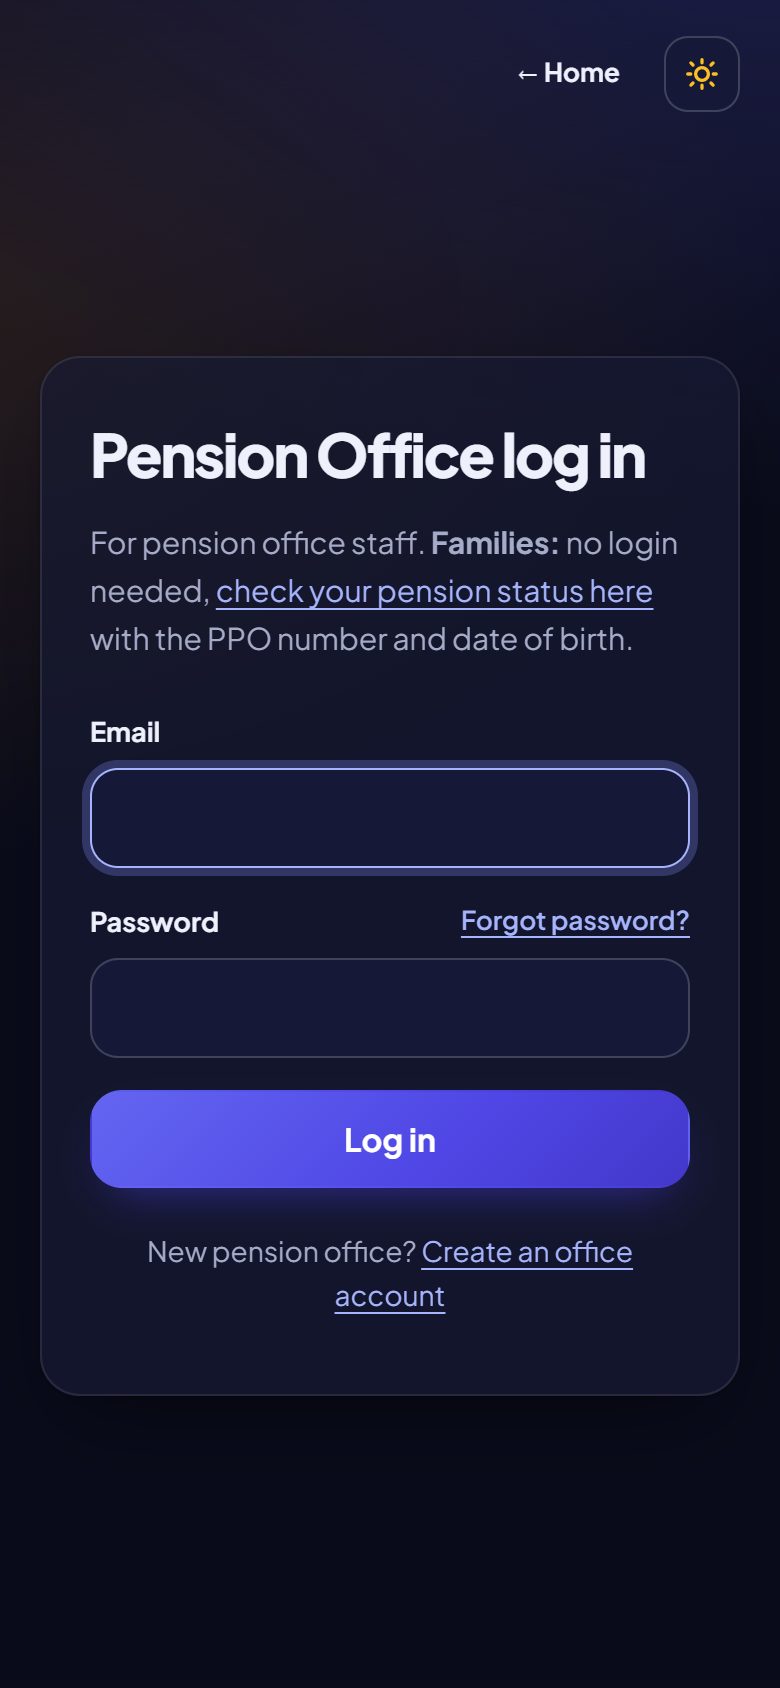 ← Home
Pension Office log in
For pension office staff. Families: no login
needed, check your pension status here
with the PPO number and date of birth.
Email
Password
Forgot password?
Log in
New pension office? Create an office
account